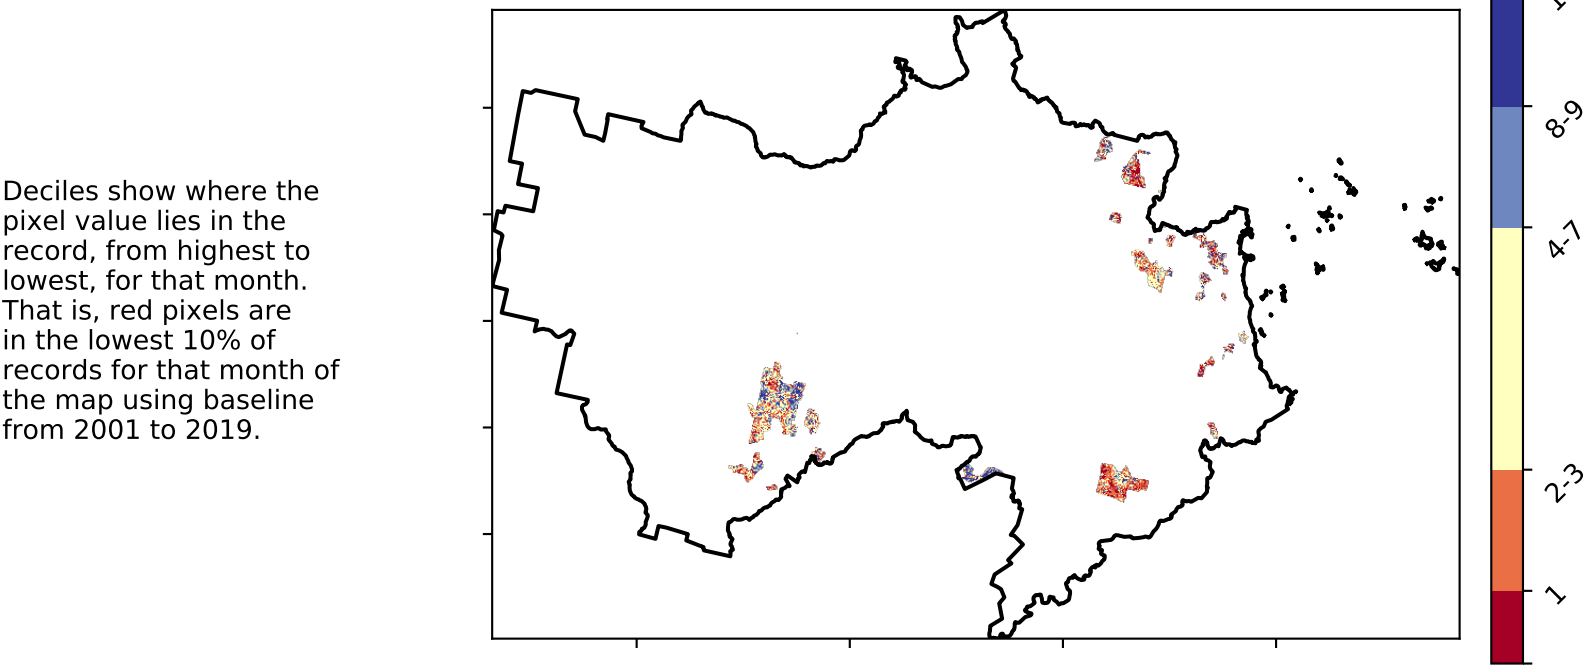 Deciles show where the
pixel value lies in the
record, from highest to
lowest, for that month.
That is, red pixels are
in the lowest 10% of
records for that month of
the map using baseline
from 2001 to 2019.
8-9
4-7
2-3
1